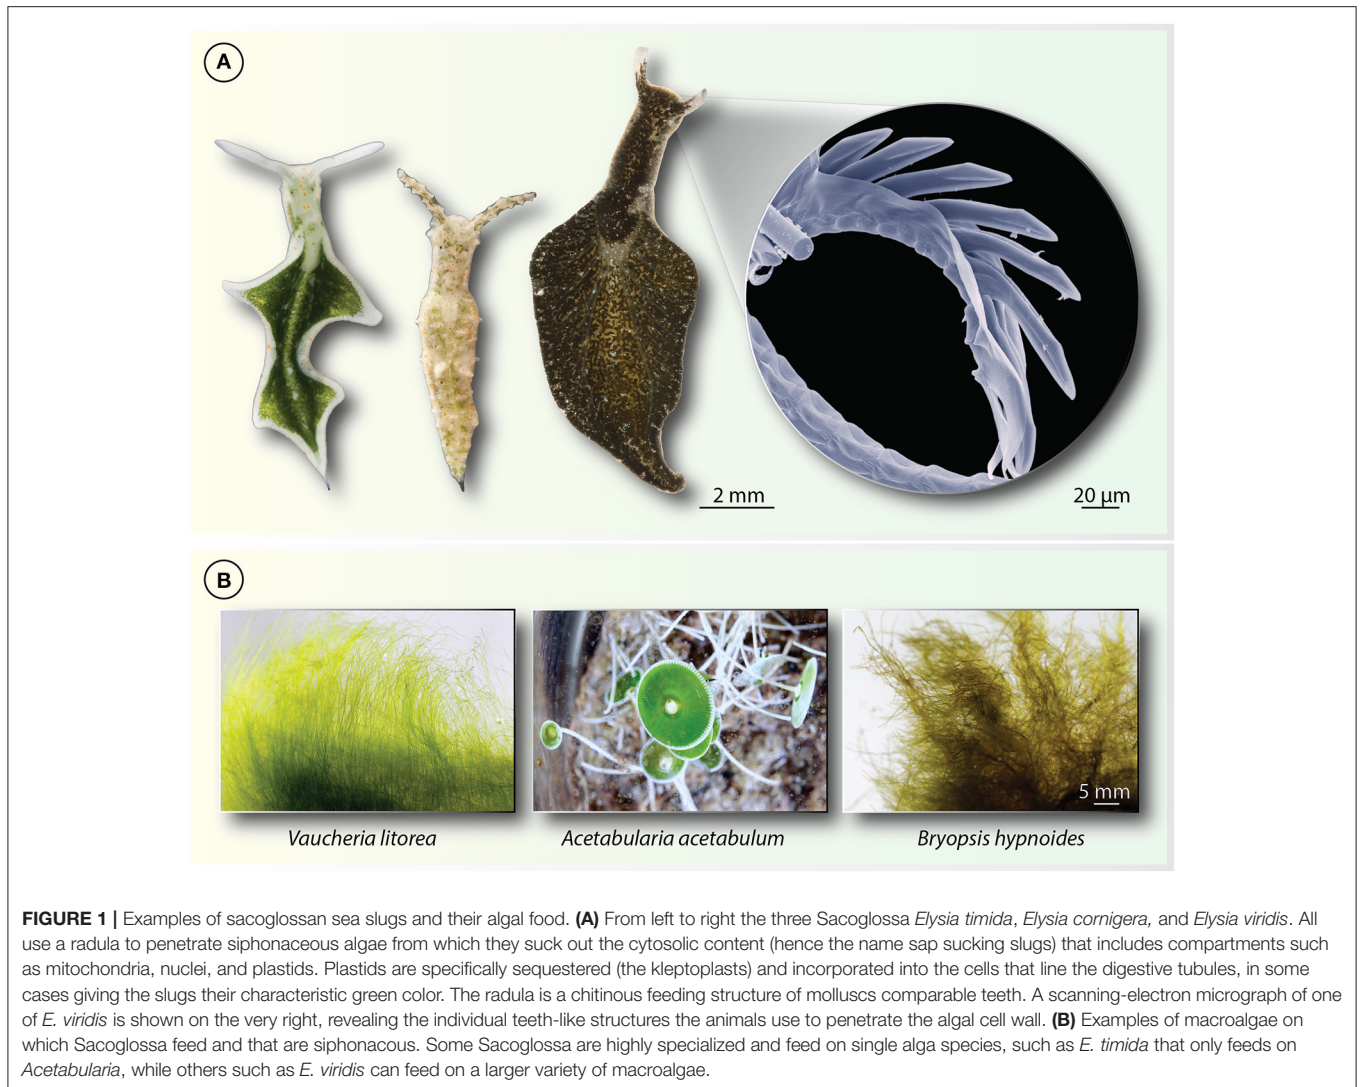 A
2 mm
20 µm
B
5 mm
Vaucheria litorea
Acetabularia acetabulum
Bryopsis hypnoides
FIGURE 1 | Examples of sacoglossan sea slugs and their algal food. (A) From left to right the three Sacoglossa Elysia timida, Elysia cornigera, and Elysia viridis. All
use a radula to penetrate siphonaceous algae from which they suck out the cytosolic content (hence the name sap sucking slugs) that includes compartments such
as mitochondria, nuclei, and plastids. Plastids are specifically sequestered (the kleptoplasts) and incorporated into the cells that line the digestive tubules, in some
cases giving the slugs their characteristic green color. The radula is a chitinous feeding structure of molluscs comparable teeth. A scanning-electron micrograph of one
of E. viridis is shown on the very right, revealing the individual teeth-like structures the animals use to penetrate the algal cell wall. (B) Examples of macroalgae on
which Sacoglossa feed and that are siphonacous. Some Sacoglossa are highly specialized and feed on single alga species, such as E. timida that only feeds on
Acetabularia, while others such as E. viridis can feed on a larger variety of macroalgae.